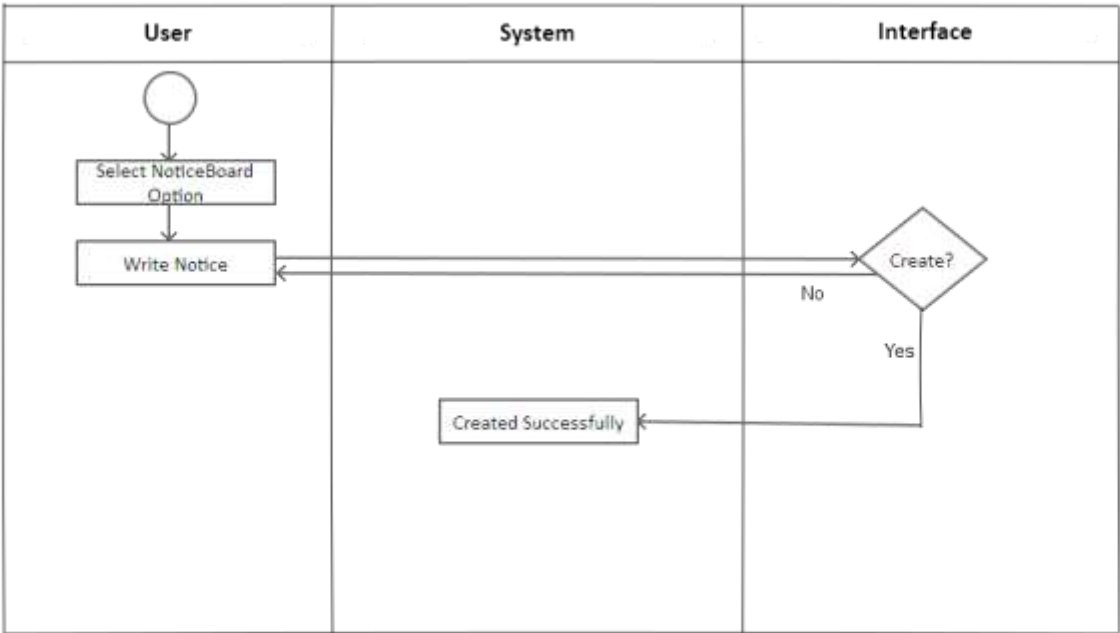 User
System
Interface
Select NoticeBoard
Option
Write Notice
Create?
No
Yes
Created Successfully